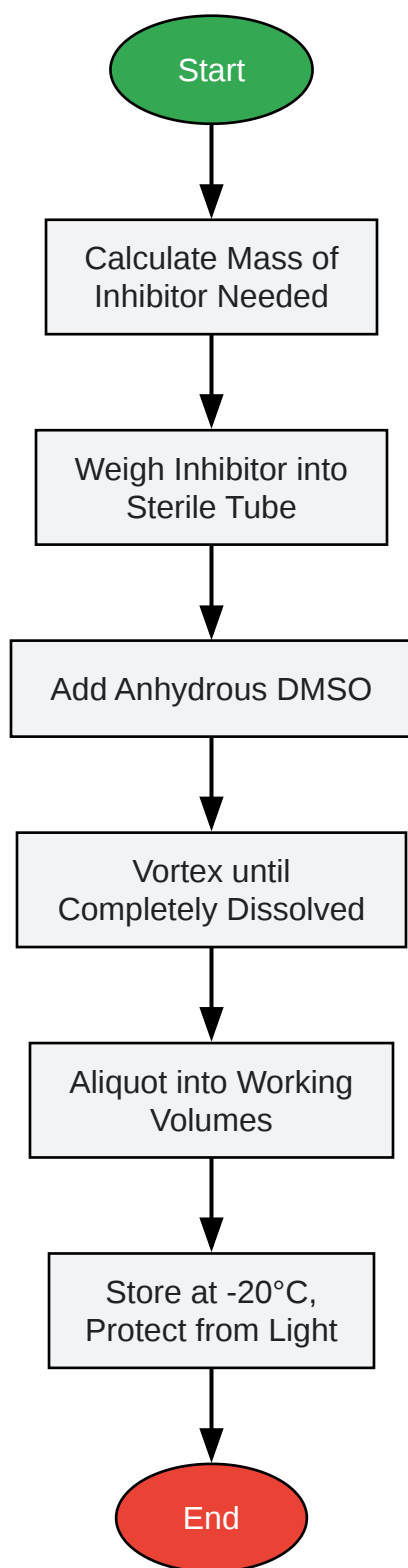 Start
Calculate Mass of
Inhibitor Needed
Weigh Inhibitor into
Sterile Tube
Add Anhydrous DMSO
Vortex until
Completely Dissolved
Aliquot into Working
Volumes
Store at -20°C,
Protect from Light
End